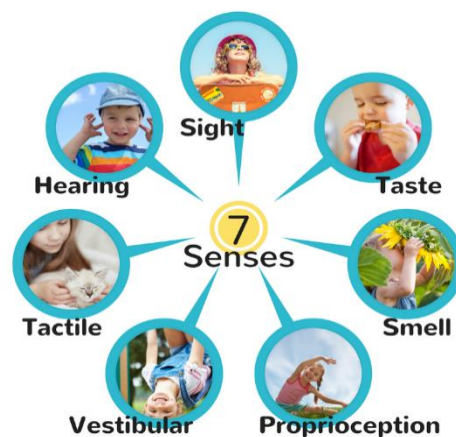 Sight
Hearing
Taste
7
Senses
Tactile
Smell
Vestibular
Proprioception